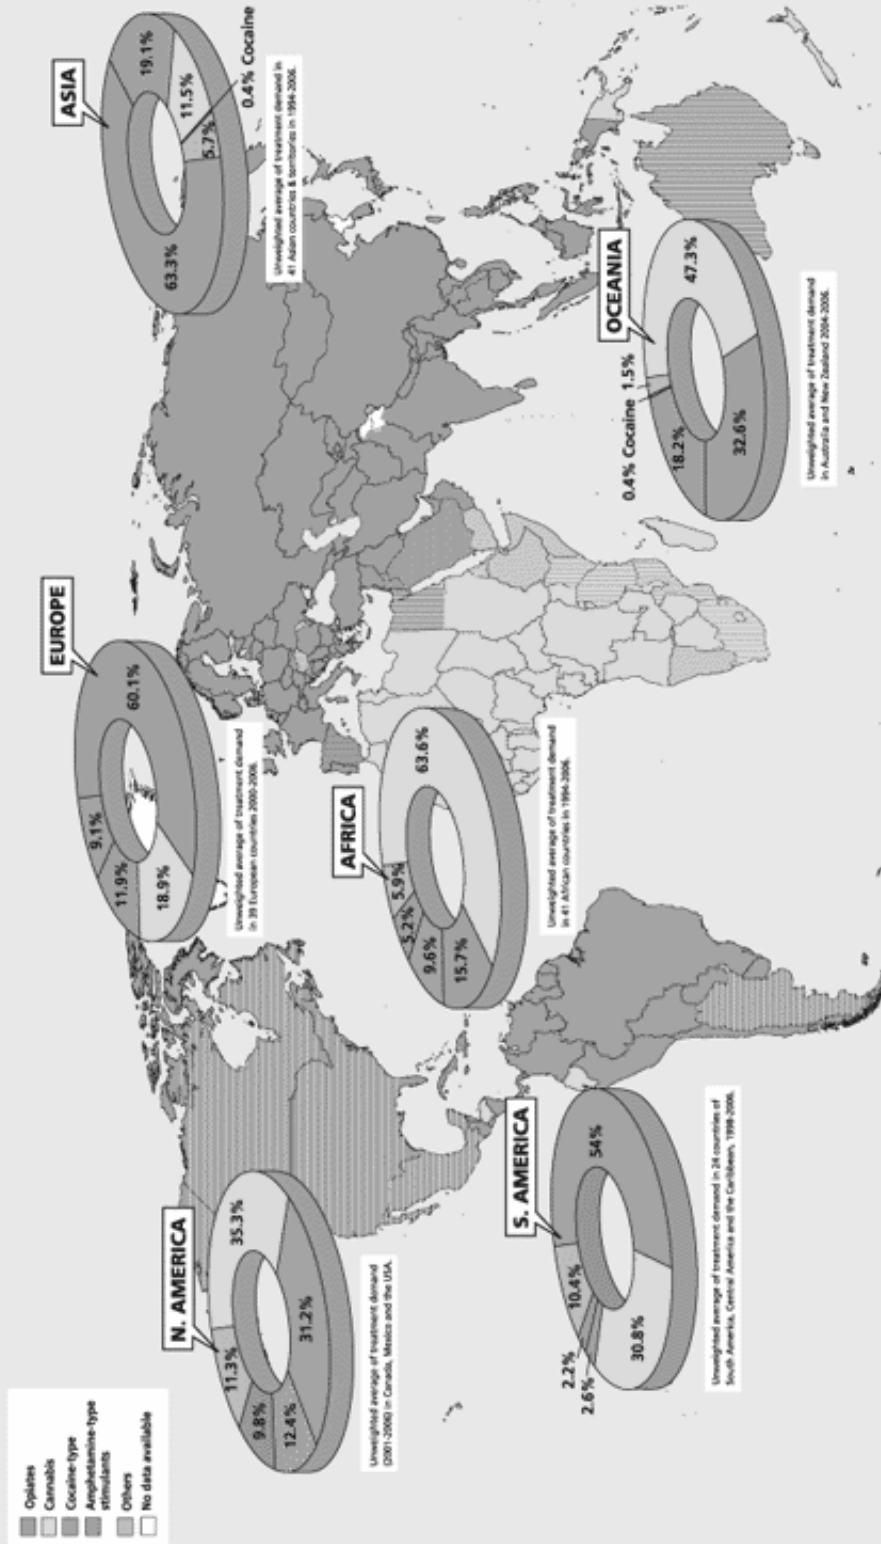 Opiates
Cannabis
Cocaine-type
Amphetamine-type
stimulants
Others
No data available
N. AMERICA
35.3%
31.2%
12.4%
9.8%
11.3%
Unweighted average of treatment demand
(2001-2006) in Canada, Mexico and the USA.
S. AMERICA
54%
30.8%
2.6%
2.2%
10.4%
Unweighted average of treatment demand in 24 countries of
South America, Central America and the Caribbean, 1998-2006.
EUROPE
60.1%
18.9%
11.9%
9.1%
Unweighted average of treatment demand
in 39 European countries 2000-2006.
AFRICA
63.6%
15.7%
9.6%
5.2%
5.9%
Unweighted average of treatment demand
in 41 African countries in 1994-2006.
ASIA
19.1%
11.5%
0.4% Cocaine
5.7%
63.3%
Unweighted average of treatment demand in
41 Asian countries & territories in 1994-2006.
OCEANIA
47.3%
32.6%
18.2%
0.4% Cocaine
1.5%
Unweighted average of treatment demand
in Australia and New Zealand 2004-2006.